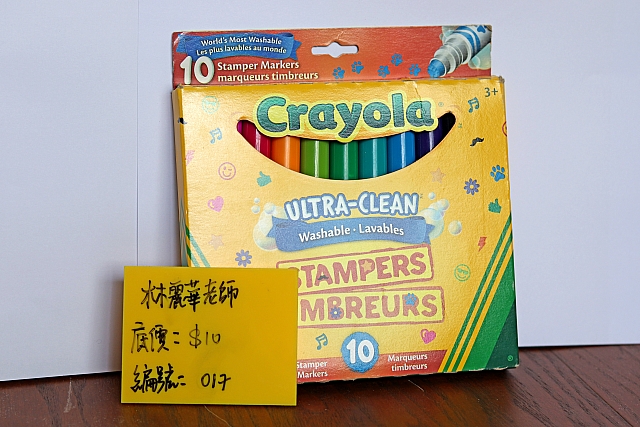 World's Most Washable
Les plus lavables au monde
10 Stamper Markers
marqueurs timbreurs
3+
Crayola
ULTRA-CLEAN
Washable · Lavables
STAMPERS
MBREURS
10
Stamper
Markers
Marqueurs
timbreurs
林麗華老師
底價:$10
編號: 017